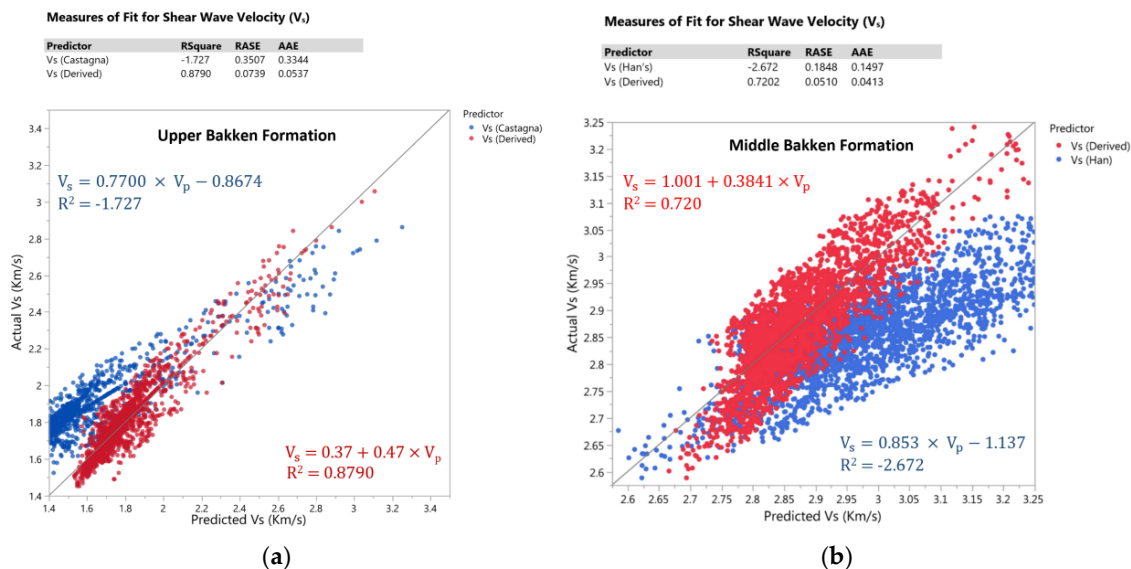 Measures of Fit for Shear Wave Velocity (Vs)
Predictor RSquare RASE AAE
Vs (Castagna) -1.727 0.3507 0.3344
Vs (Derived) 0.8790 0.0739 0.0537
Predictor
Vs (Castagna)
Vs (Derived)
Upper Bakken Formation
Vs = 0.7700 × Vp − 0.8674
R² = -1.727
Vs = 0.37 + 0.47 × Vp
R² = 0.8790
Actual Vs (Km/s)
3.4
3.2
3
2.8
2.6
2.4
2.2
2
1.8
1.6
1.4
1.4 1.6 1.8 2 2.2 2.4 2.6 2.8 3 3.2 3.4
Predicted Vs (Km/s)
(a)
Measures of Fit for Shear Wave Velocity (Vs)
Predictor RSquare RASE AAE
Vs (Han's) -2.672 0.1848 0.1497
Vs (Derived) 0.7202 0.0510 0.0413
Predictor
Vs (Derived)
Vs (Han)
Middle Bakken Formation
Vs = 1.001 + 0.3841 × Vp
R² = 0.720
Vs = 0.853 × Vp − 1.137
R² = -2.672
Actual Vs (Km/s)
3.25
3.2
3.15
3.1
3.05
3
2.95
2.9
2.85
2.8
2.75
2.7
2.65
2.6
2.6 2.65 2.7 2.75 2.8 2.85 2.9 2.95 3 3.05 3.1 3.15 3.25
Predicted Vs (Km/s)
(b)